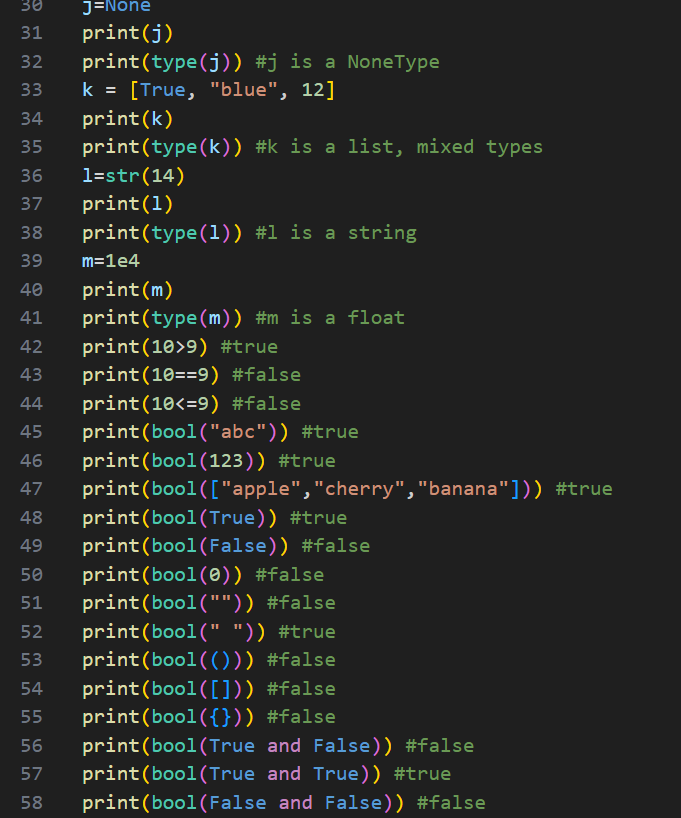 30 j=None
31 print(j)
32 print(type(j)) #j is a NoneType
33 k = [True, "blue", 12]
34 print(k)
35 print(type(k)) #k is a list, mixed types
36 l=str(14)
37 print(l)
38 print(type(l)) #l is a string
39 m=1e4
40 print(m)
41 print(type(m)) #m is a float
42 print(10>9) #true
43 print(10==9) #false
44 print(10<=9) #false
45 print(bool("abc")) #true
46 print(bool(123)) #true
47 print(bool(["apple","cherry","banana"])) #true
48 print(bool(True)) #true
49 print(bool(False)) #false
50 print(bool(0)) #false
51 print(bool("")) #false
52 print(bool(" ")) #true
53 print(bool(())) #false
54 print(bool([])) #false
55 print(bool({})) #false
56 print(bool(True and False)) #false
57 print(bool(True and True)) #true
58 print(bool(False and False)) #false